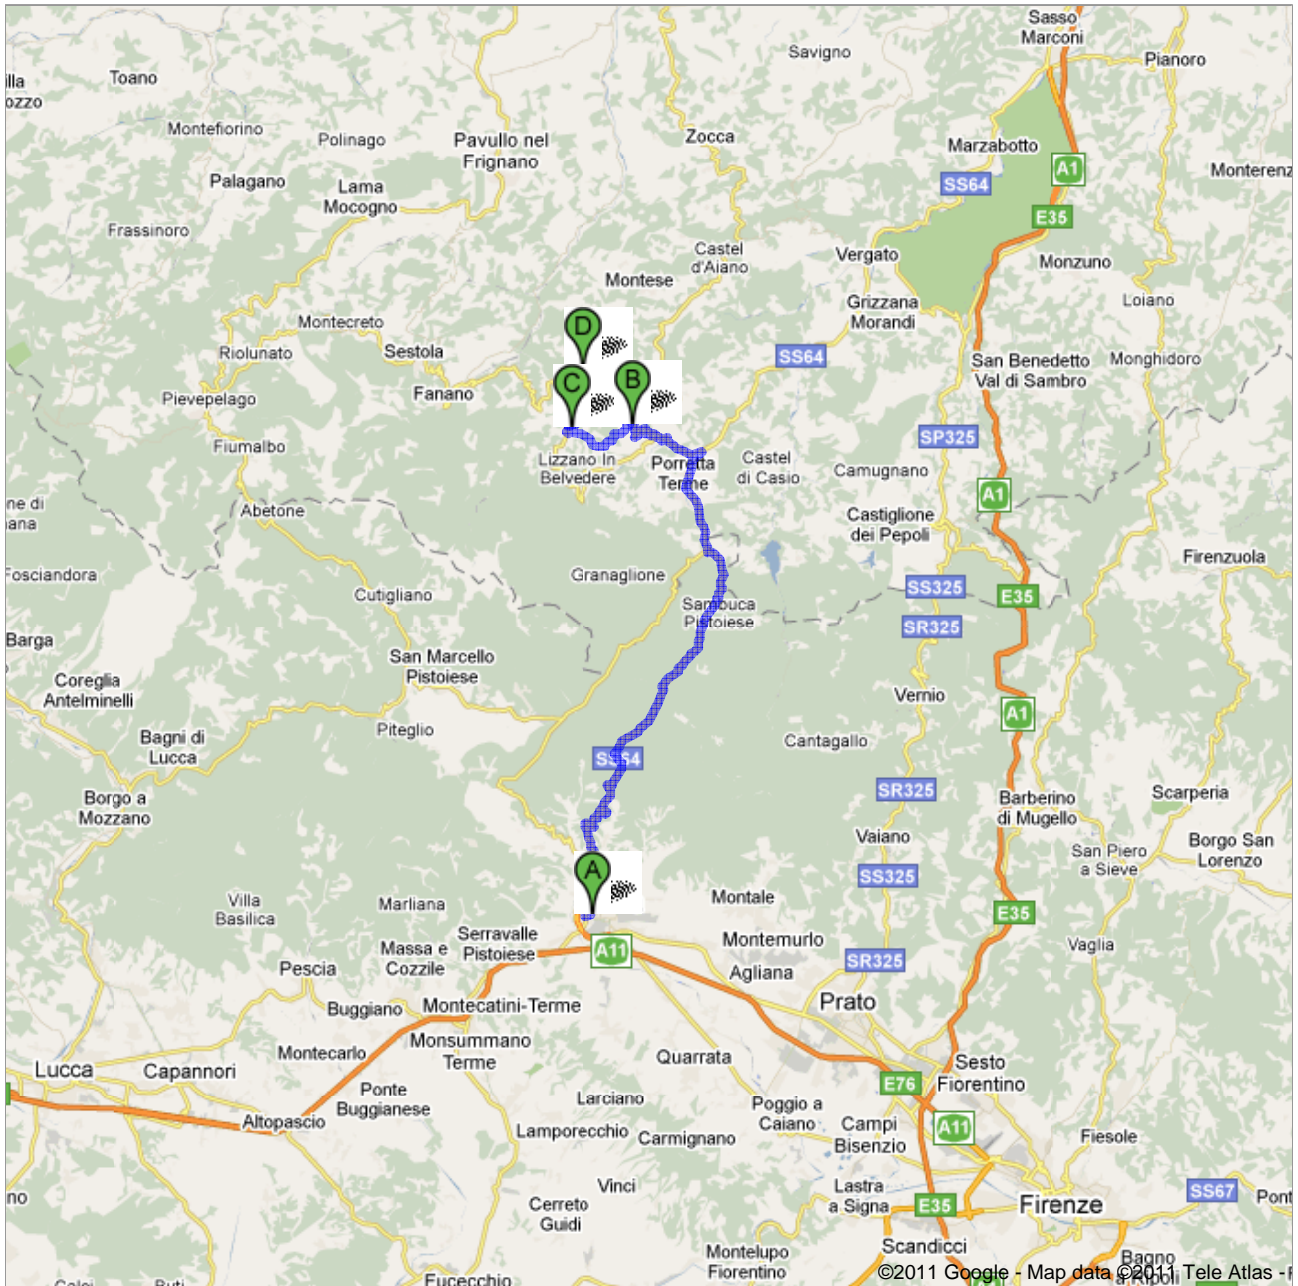 Sasso
Marconi
Savigno
Pianoro
Toano
illa
ozzo
Montefiorino
Polinago
Pavullo nel
Frignano
Zocca
Marzabotto
A1
Monterenz
SS64
Palagano
Lama
Mocogno
E35
Frassinoro
Castel
d'Aiano
Vergato
Monzuno
Montese
Loiano
Grizzana
Morandi
Montecreto
D
Riolunato
Sestola
SS64
San Benedetto
Val di Sambro
Monghidoro
C
B
Pievepelago
Fanano
Fiumalbo
SP325
Lizzano In
Belvedere
Porretta
Terme
Castel
di Casio
Camugnano
A1
ne di
ana
Abetone
Castiglione
dei Pepoli
Firenzuola
Fosciandora
Granaglione
SS325
E35
Cutigliano
Sambuca
Pistoiese
SR325
Barga
San Marcello
Pistoiese
Coreglia
Antelminelli
Vernio
A1
Piteglio
Bagni di
Lucca
Cantagallo
SS64
SR325
Borgo a
Mozzano
Barberino
di Mugello
Scarperia
Vaiano
San Piero
a Sieve
Borgo San
Lorenzo
A
SS325
Villa
Basilica
Marliana
Montale
E35
Serravalle
Pistoiese
Massa e
Cozzile
A11
Montemurlo
Vaglia
Pescia
Agliana
SR325
Buggiano
Montecatini-Terme
Prato
Montecarlo
Monsummano
Terme
Quarrata
Sesto
Fiorentino
Lucca
Capannori
E76
Ponte
Buggianese
Larciano
Poggio a
Caiano
Altopascio
Lamporecchio
Carmignano
Campi
Bisenzio
A11
Fiesole
Vinci
Lastra
a Signa
SS67
no
Pont
Cerreto
Guidi
E35
Firenze
Scandicci
Montelupo
Fiorentino
Bagno
Fucecchio
©2011 Google - Map data ©2011 Tele Atlas -